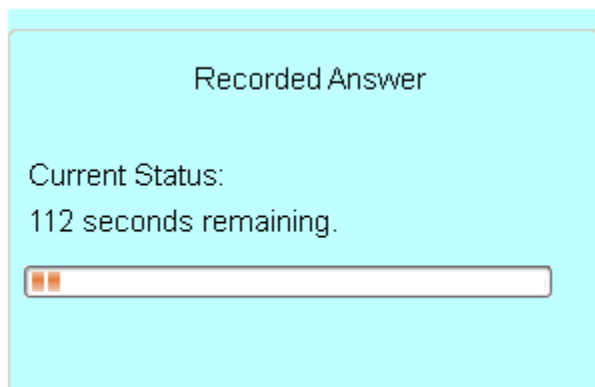 Recorded Answer
Current Status:
112 seconds remaining.